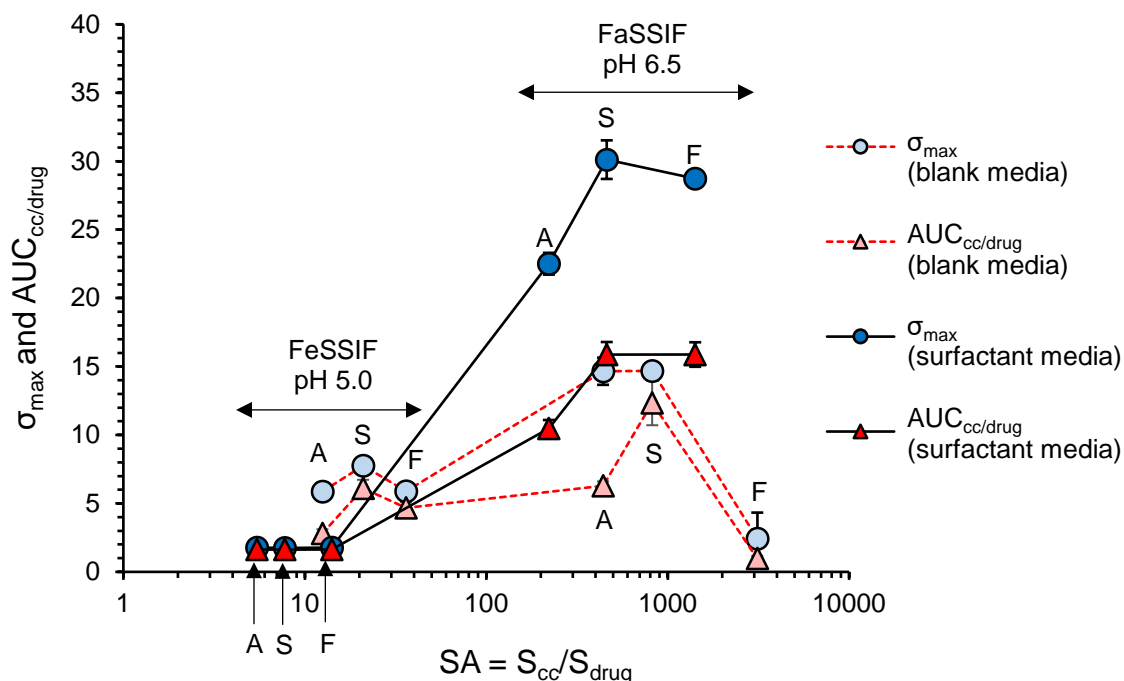 40
35
30
25
20
15
10
5
0
σmax and AUCcc/drug
FaSSIF
pH 6.5
FeSSIF
pH 5.0
A
S
F
A
S
F
A
S
F
A
S
F
1
10
100
1000
10000
SA = Scc/Sdrug
σmax
(blank media)
AUCcc/drug
(blank media)
σmax
(surfactant media)
AUCcc/drug
(surfactant media)